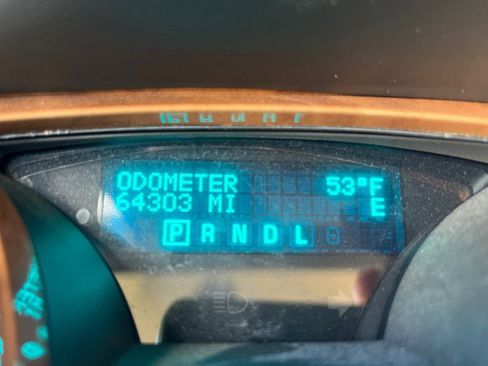 ODOMETER 53°F
64303 MI E
P R N D L